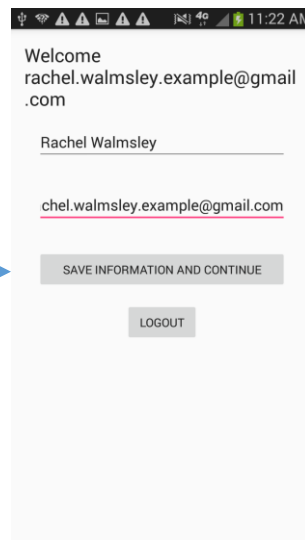 4G 11:22 AM
Welcome
rachel.walmsley.example@gmail
.com
Rachel Walmsley
chel.walmsley.example@gmail.com
SAVE INFORMATION AND CONTINUE
LOGOUT